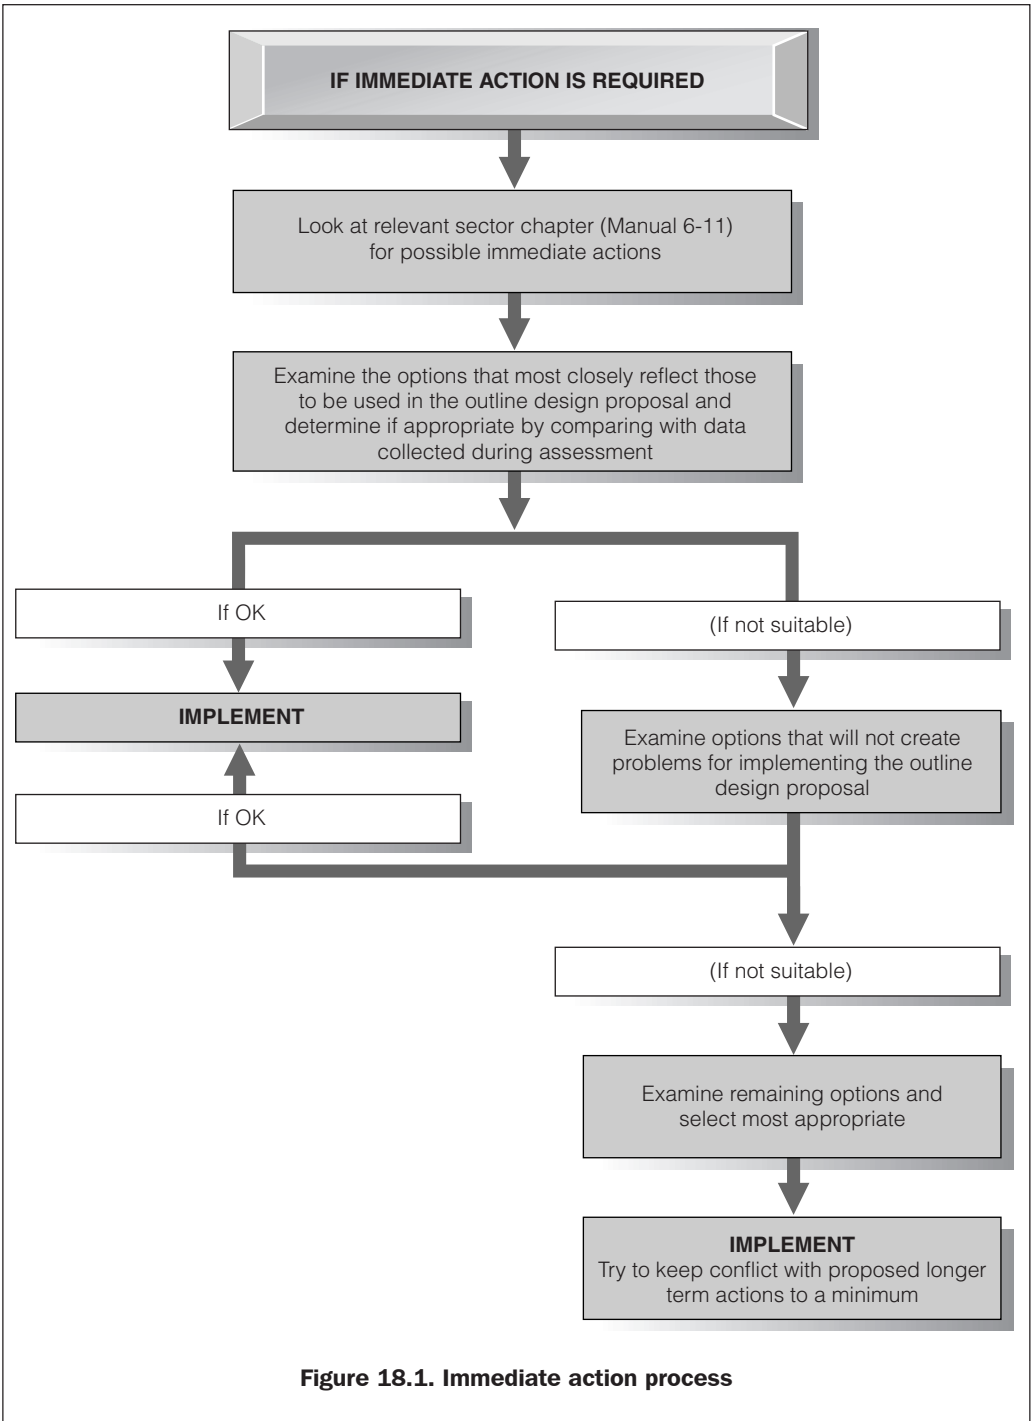 IF IMMEDIATE ACTION IS REQUIRED
Look at relevant sector chapter (Manual 6-11)
for possible immediate actions
Examine the options that most closely reflect those
to be used in the outline design proposal and
determine if appropriate by comparing with data
collected during assessment
If OK
(If not suitable)
IMPLEMENT
Examine options that will not create
problems for implementing the outline
design proposal
If OK
(If not suitable)
Examine remaining options and
select most appropriate
IMPLEMENT
Try to keep conflict with proposed longer
term actions to a minimum
Figure 18.1. Immediate action process